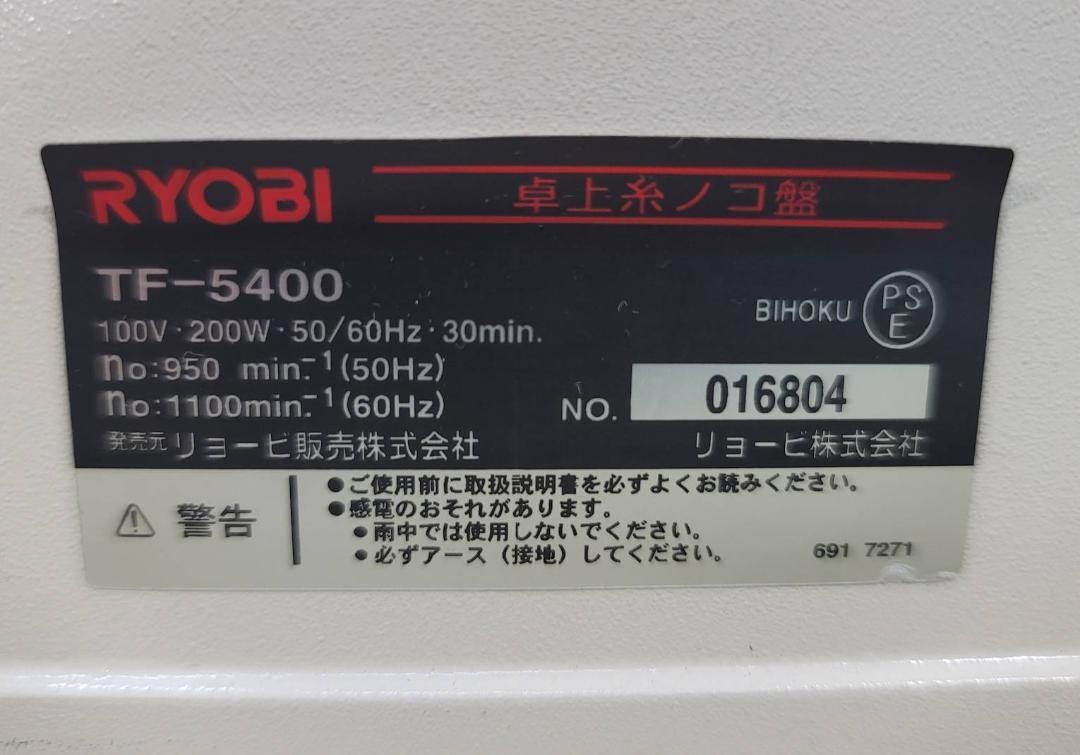 RYOBI 卓上糸ノコ盤
TF-5400
100V・200W・50/60Hz・30min.
BIHOKU PSE
no:950 min.⁻¹(50Hz)
no:1100min.⁻¹(60Hz)
NO. 016804
発売元リョービ販売株式会社
リョービ株式会社
⚠ 警告
●ご使用前に取扱説明書を必ずよくお読みください。
●感電のおそれがあります。
●雨中では使用しないでください。
●必ずアース（接地）してください。
691 7271